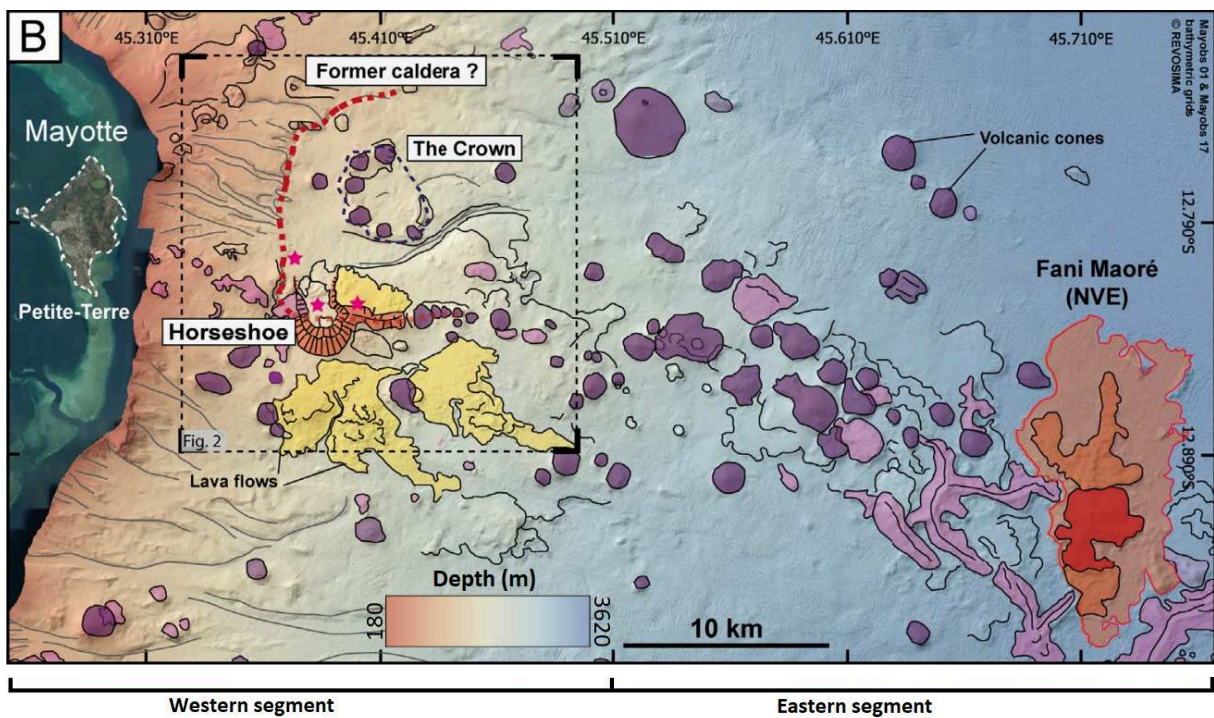 B
45.310°E
45.410°E
45.510°E
45.610°E
45.710°E
Mayobs 01 & Mayobs 17
bathymetric grids
© REVOSIMA
Former caldera ?
Mayotte
The Crown
Volcanic cones
12.790°S
Petite-Terre
Horseshoe
Fani Maoré
(NVE)
Fig. 2
12.890°S
Lava flows
Depth (m)
180
3620
10 km
Western segment
Eastern segment